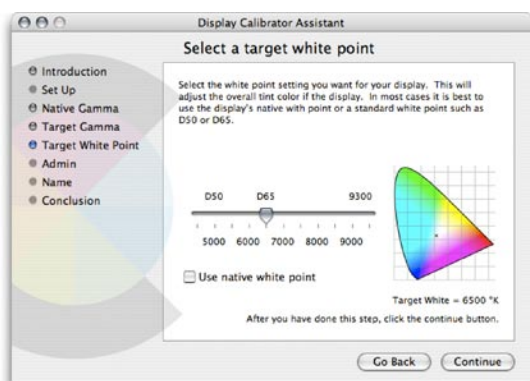 Display Calibrator Assistant
Select a target white point
Introduction
Set Up
Native Gamma
Target Gamma
Target White Point
Admin
Name
Conclusion
Select the white point setting you want for your display. This will
adjust the overall tint color if the display. In most cases it is best to
use the display's native with point or a standard white point such as
D50 or D65.
D50 D65 9300
5000 6000 7000 8000 9000
Use native white point
Target White = 6500 °K
After you have done this step, click the continue button.
Go Back Continue